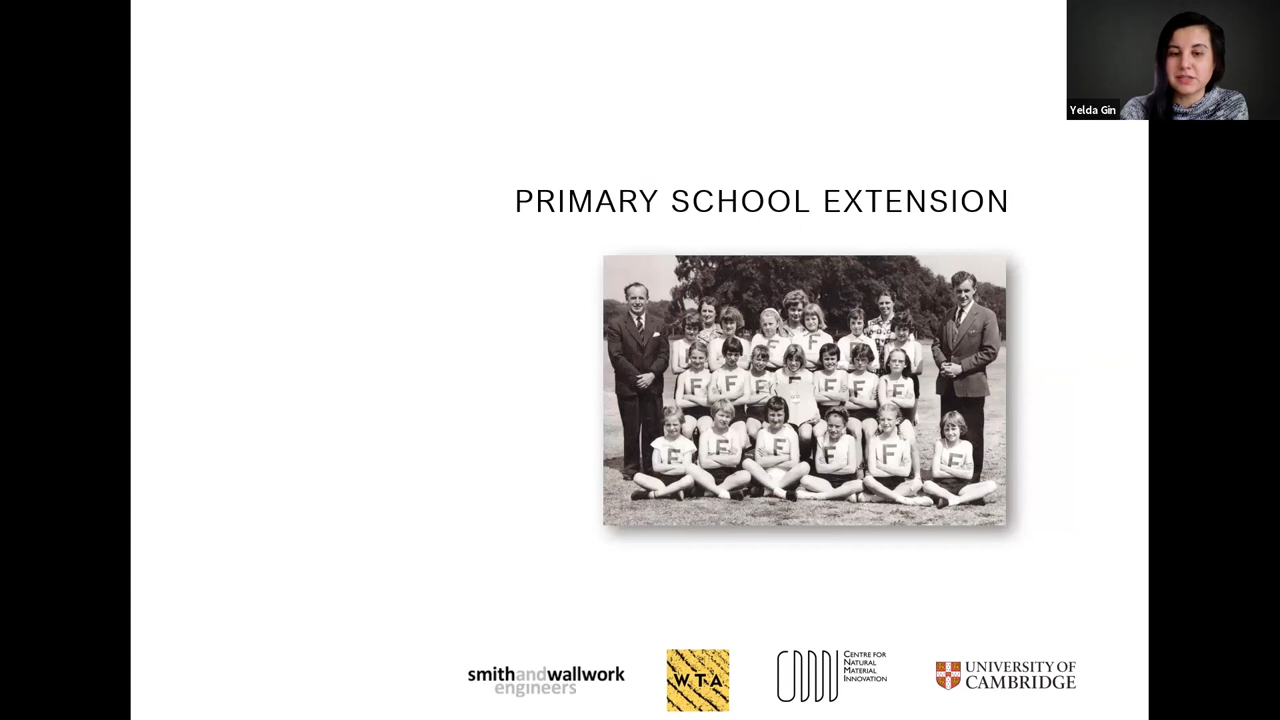 Yelda Gin
PRIMARY SCHOOL EXTENSION
F F
F F F F F F
F F F F F F
smithandwallwork
engineers
W.T.A
CENTRE FOR
NATURAL
MATERIAL
INNOVATION
UNIVERSITY OF
CAMBRIDGE